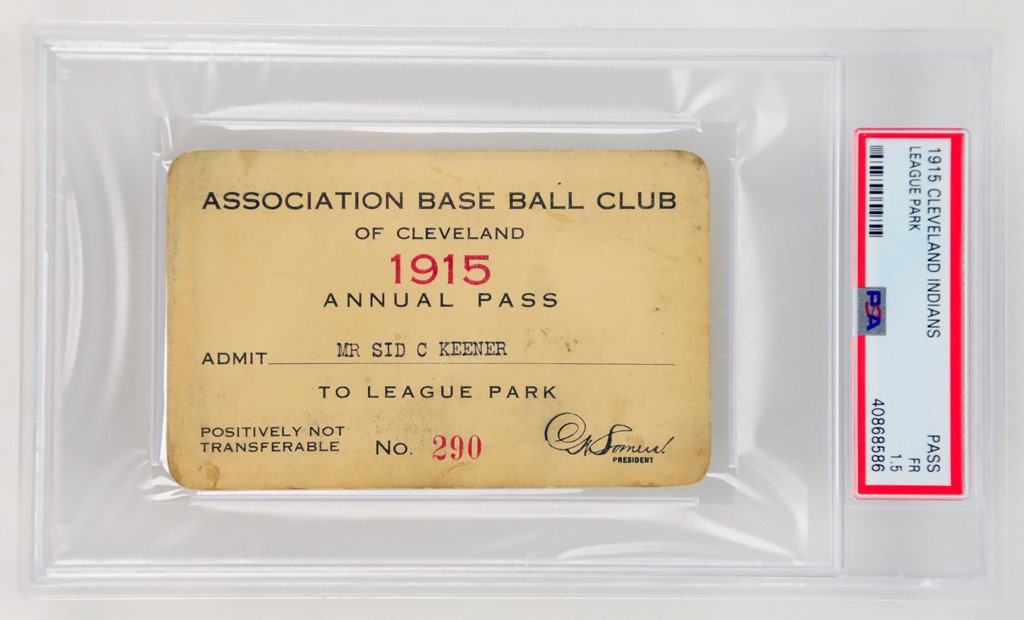 ASSOCIATION BASE BALL CLUB
OF CLEVELAND
1915
ANNUAL PASS
ADMIT MR SID C KEENER
TO LEAGUE PARK
POSITIVELY NOT
TRANSFERABLE
No. 290
C W Somers.
PRESIDENT
1915 CLEVELAND INDIANS
LEAGUE PARK
PSA
PASS
FR
1.5
40868586